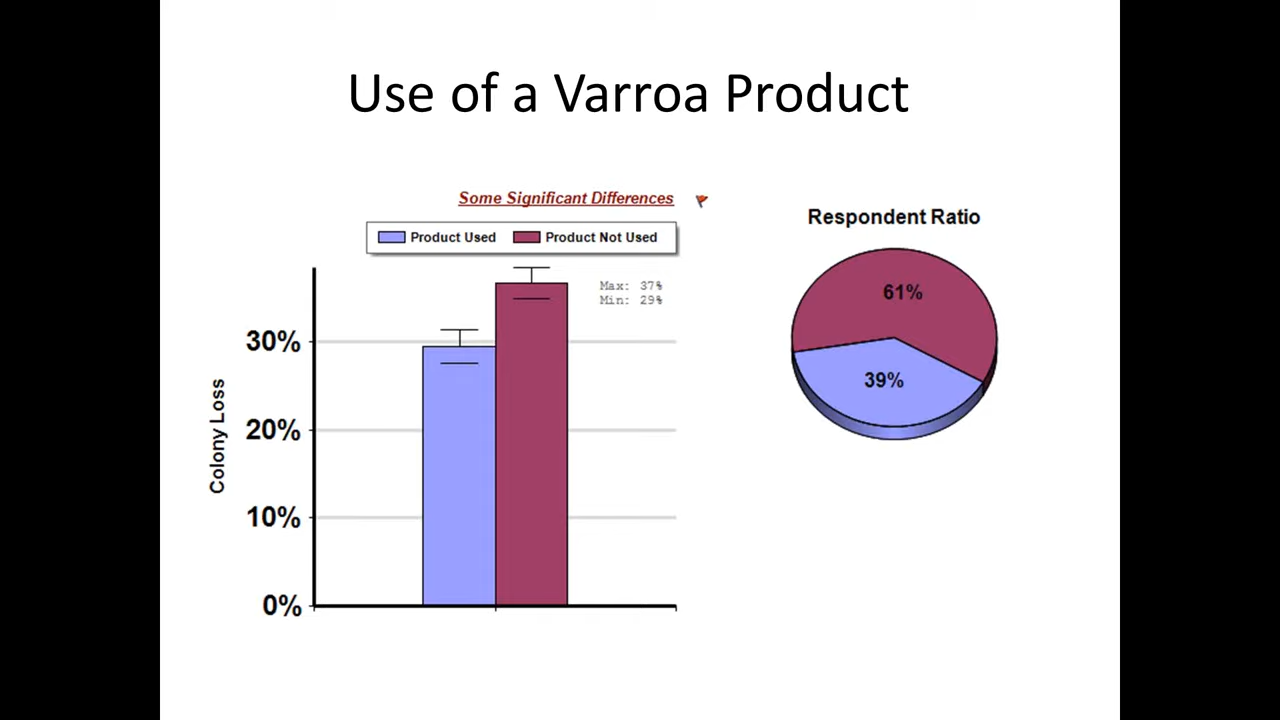 Use of a Varroa Product
Some Significant Differences
Product Used Product Not Used
Max: 37%
Min: 29%
30%
20%
10%
0%
Colony Loss
Respondent Ratio
61%
39%